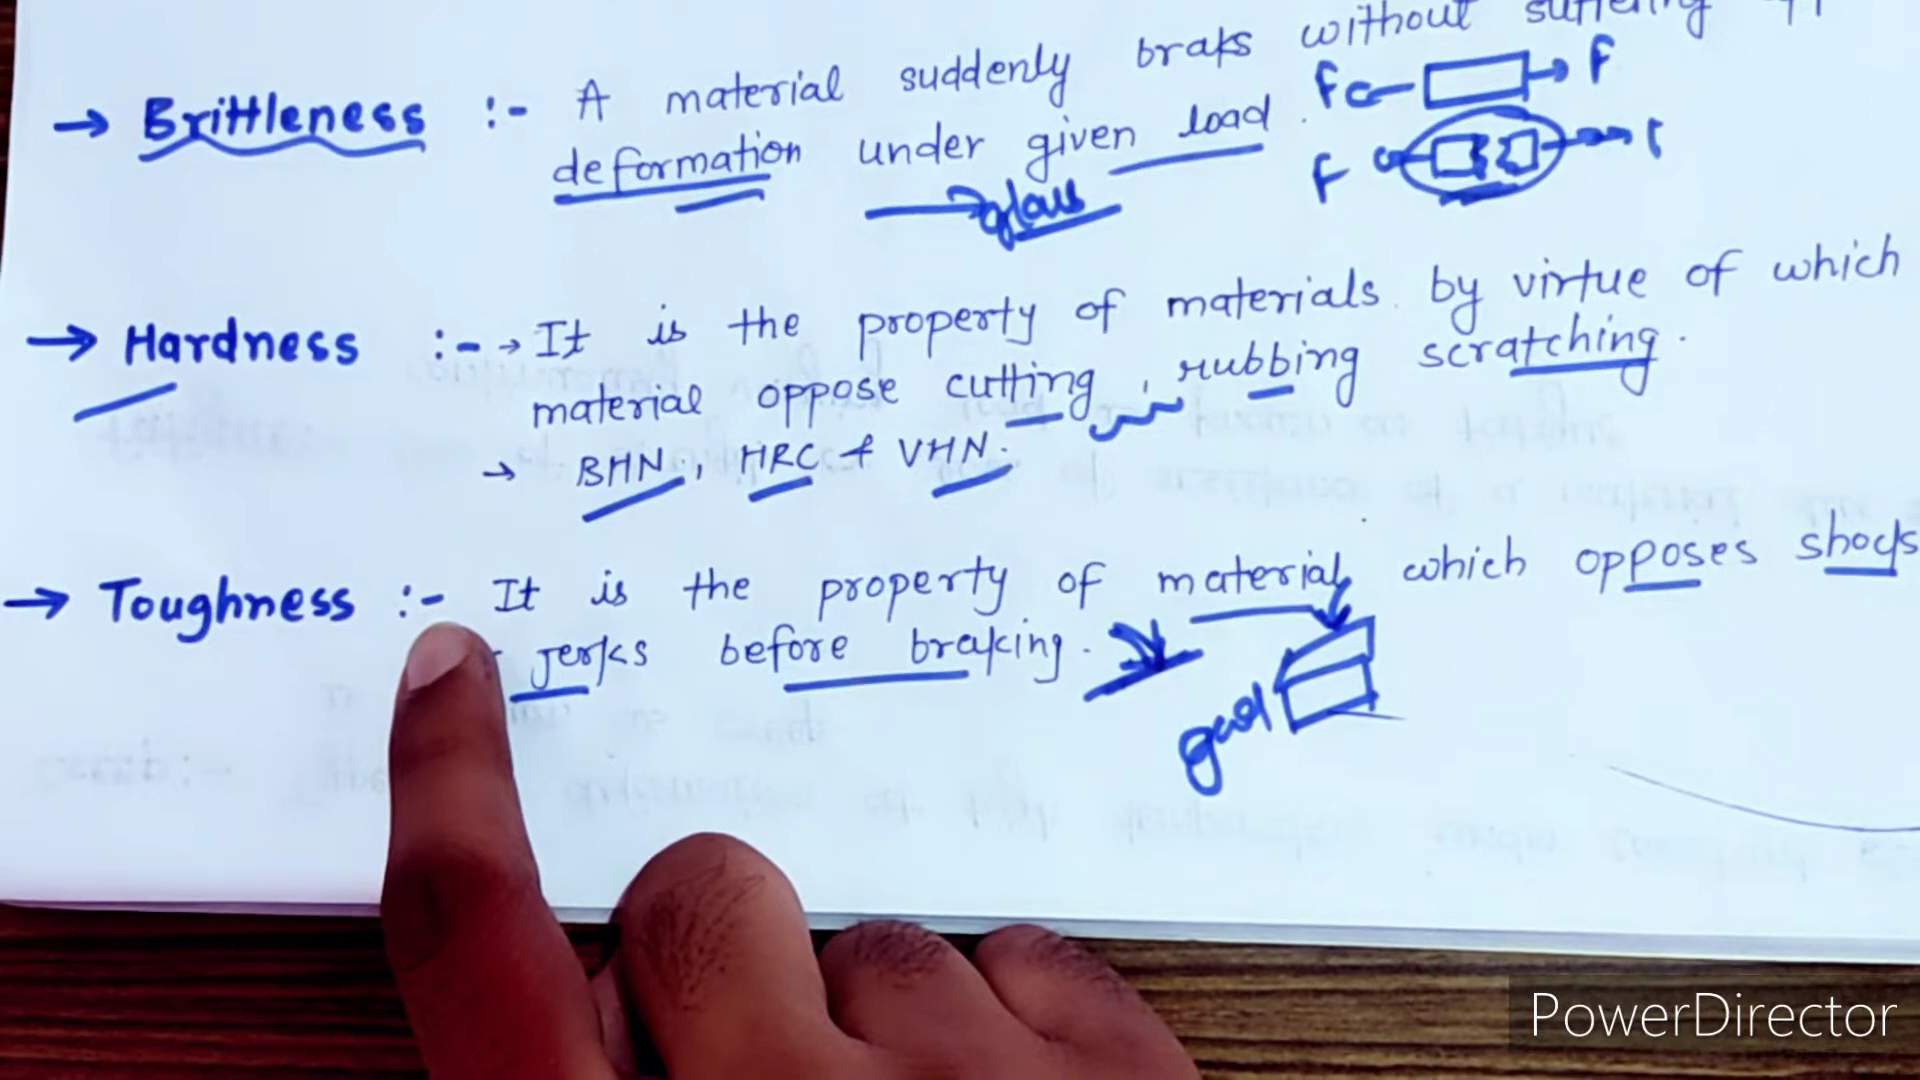 → Brittleness :- A material suddenly braks without suffering
deformation under given load.
F F
→ glass
F
→ Hardness :- → It is the property of materials by virtue of which
material oppose cutting, rubbing scratching.
→ BHN, HRC & VHN.
→ Toughness :- It is the property of material which opposes shocks
jerks before braking.
PowerDirector